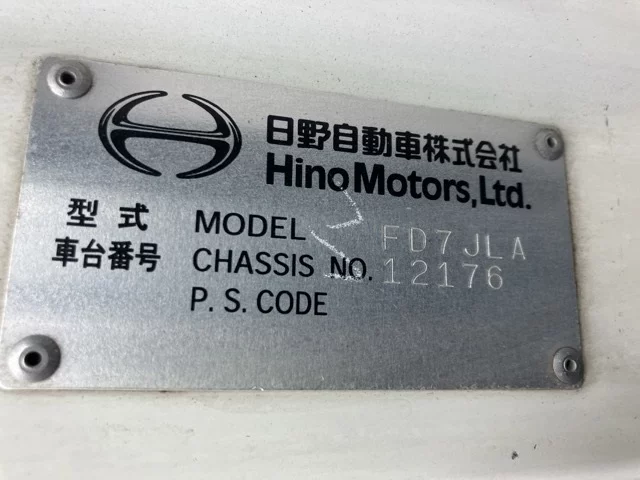 日野自動車株式会社
Hino Motors, Ltd.
型式 MODEL FD7JLA
車台番号 CHASSIS NO. 12176
P. S. CODE